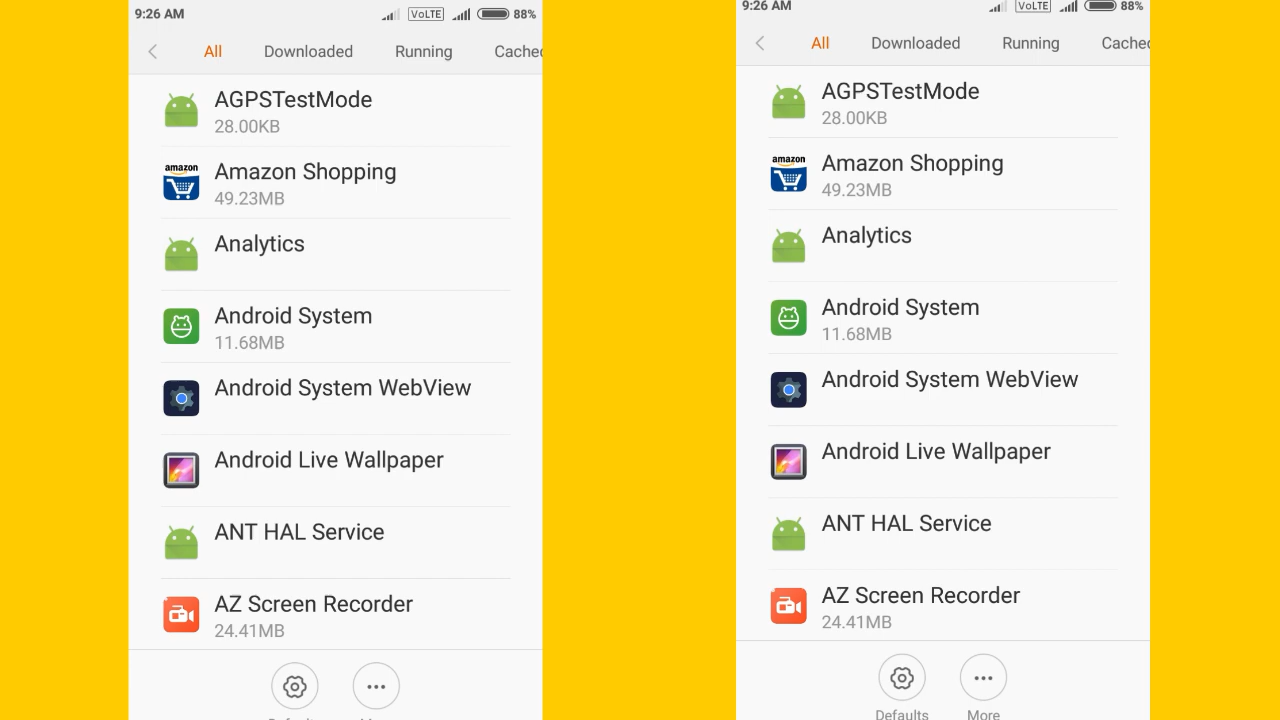 9:26 AM VoLTE 88%
All Downloaded Running Cached
AGPSTestMode
28.00KB
amazon
Amazon Shopping
49.23MB
Analytics
Android System
11.68MB
Android System WebView
Android Live Wallpaper
ANT HAL Service
AZ Screen Recorder
24.41MB
9:26 AM VoLTE 88%
All Downloaded Running Cached
AGPSTestMode
28.00KB
amazon
Amazon Shopping
49.23MB
Analytics
Android System
11.68MB
Android System WebView
Android Live Wallpaper
ANT HAL Service
AZ Screen Recorder
24.41MB
Defaults More